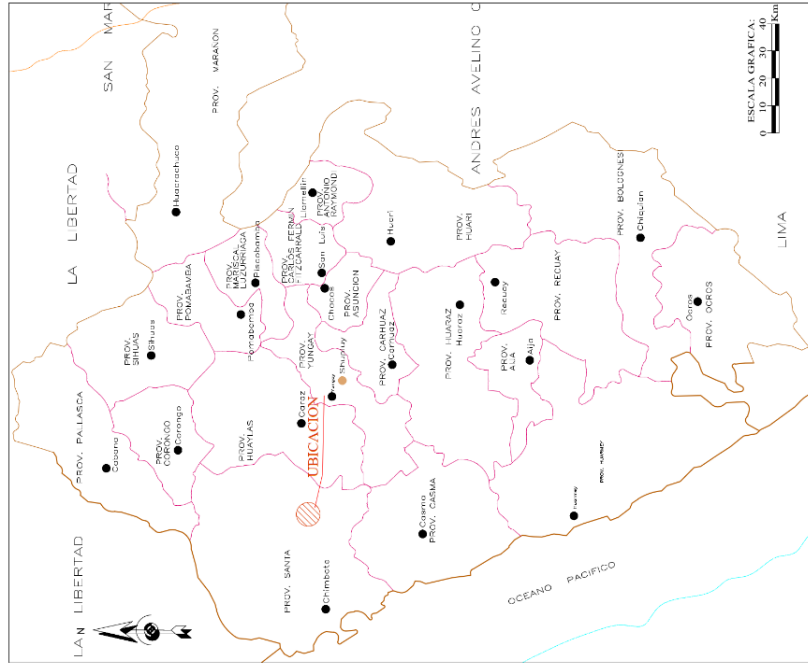 SAN MAR
LA LIBERTAD
PROV. MARAÑON
Huacrachuco
ANDRES AVELINO C
ESCALA GRAFICA:
0 10 20 30 40
Km.
LIMA
PROV.
ANTONIO
RAYMONDI
Llamellin
PROV.
CARLOS FERMIN
FITZCARRALD
San Luis
PROV.
MARISCAL
LUZURRIAGA
Piscobamba
PROV.
POMABAMBA
Pomabamba
PROV.
SIHUAS
Sihuas
PROV. PALLASCA
Cabana
PROV.
CORONGO
Corongo
PROV.
HUAYLAS
Caraz
PROV.
YUNGAY
Shupluy
Chacas
PROV.
ASUNCION
Huari
PROV.
HUARI
PROV. CARHUAZ
Carhuaz
PROV. HUARAZ
Huaraz
Recuay
PROV. RECUAY
PROV.
AIJA
Aija
PROV. BOLOGNESI
Chiquian
Ocros
PROV. OCROS
UBICACION
PROV. SANTA
Chimbote
Casma
PROV. CASMA
Huarmey
PROV. HUARMEY
OCEANO PACIFICO
LA LIBERTAD
N